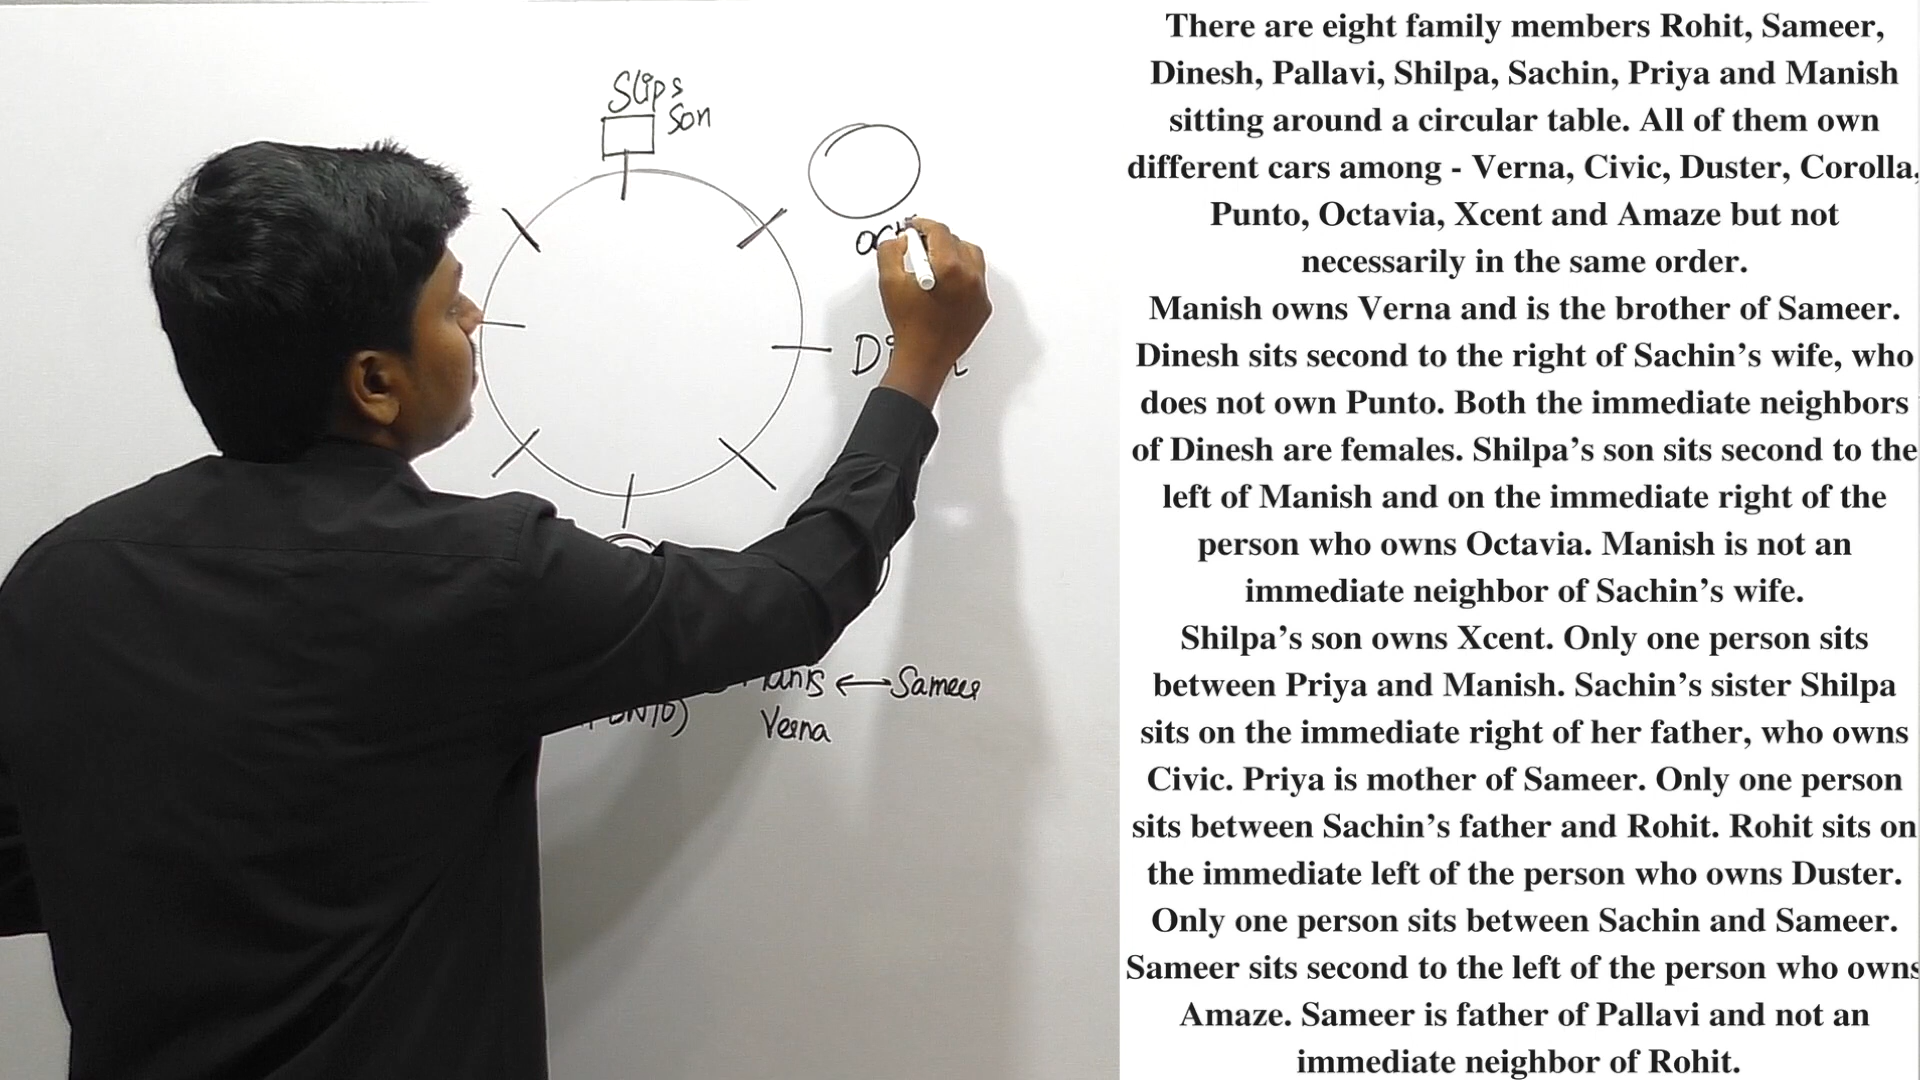 Slips
Son
There are eight family members Rohit, Sameer,
Dinesh, Pallavi, Shilpa, Sachin, Priya and Manish
sitting around a circular table. All of them own
different cars among - Verna, Civic, Duster, Corolla,
Punto, Octavia, Xcent and Amaze but not
necessarily in the same order.
Manish owns Verna and is the brother of Sameer.
Dinesh sits second to the right of Sachin’s wife, who
does not own Punto. Both the immediate neighbors
of Dinesh are females. Shilpa’s son sits second to the
left of Manish and on the immediate right of the
person who owns Octavia. Manish is not an
immediate neighbor of Sachin’s wife.
Shilpa’s son owns Xcent. Only one person sits
between Priya and Manish. Sachin’s sister Shilpa
sits on the immediate right of her father, who owns
Civic. Priya is mother of Sameer. Only one person
sits between Sachin’s father and Rohit. Rohit sits on
the immediate left of the person who owns Duster.
Only one person sits between Sachin and Sameer.
Sameer sits second to the left of the person who owns
Amaze. Sameer is father of Pallavi and not an
immediate neighbor of Rohit.
Sameer
Verna